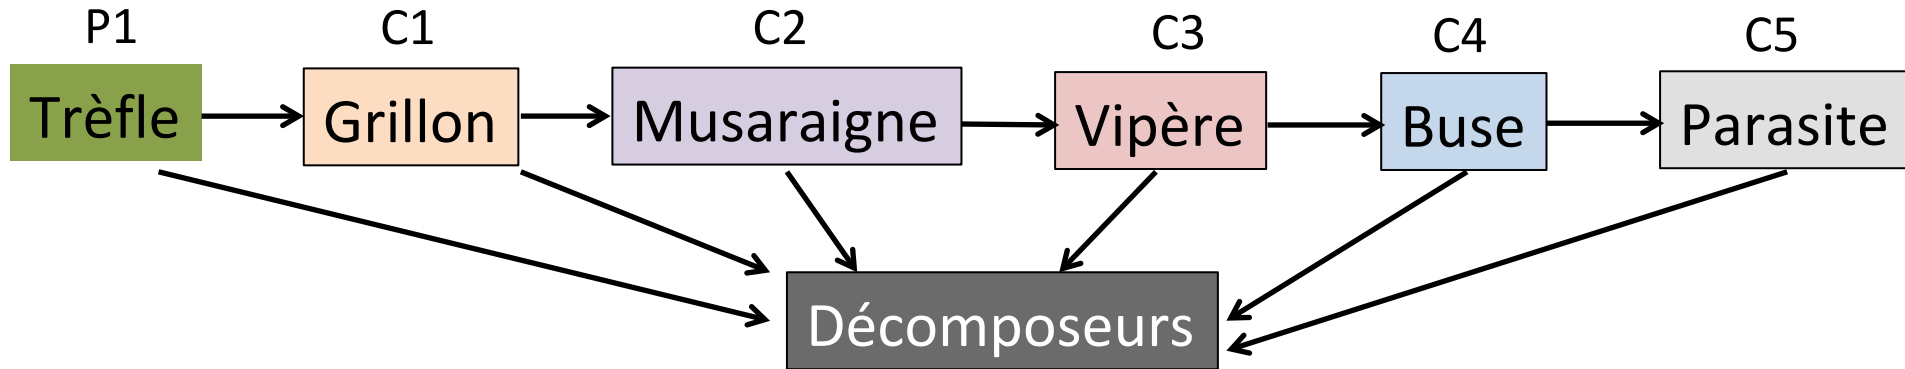 P1 C1 C2 C3 C4 C5
Trèfle Grillon Musaraigne Vipère Buse Parasite
Décomposeurs